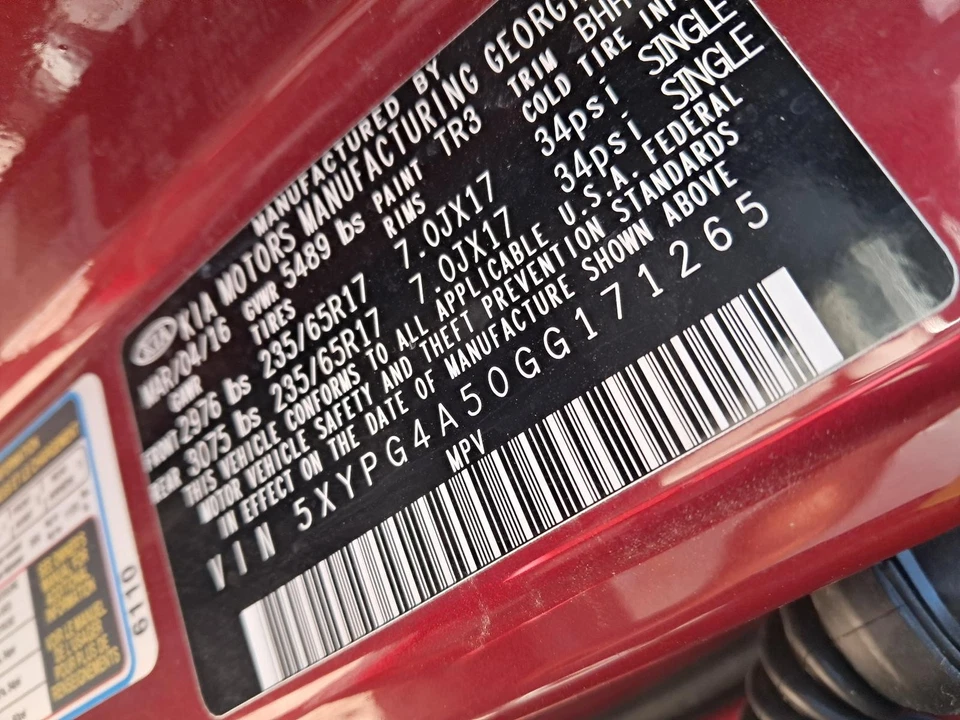 MANUFACTURED BY
KIA KIA MOTORS MANUFACTURING
MAR/04/16 GVWR 5489 lbs PAINT TR3 TRIM
GAWR TIRES RIMS COLD TIRE
FRONT 2976 lbs 235/65R17 7.0JX17 34psi SINGLE
REAR 3075 lbs 235/65R17 7.0JX17 34psi SINGLE
THIS VEHICLE CONFORMS TO ALL APPLICABLE U.S.A. FEDERAL
MOTOR VEHICLE SAFETY AND THEFT PREVENTION STANDARDS
IN EFFECT ON THE DATE OF MANUFACTURE SHOWN ABOVE
VIN 5XYPG4A50GG171265
MPV
6110